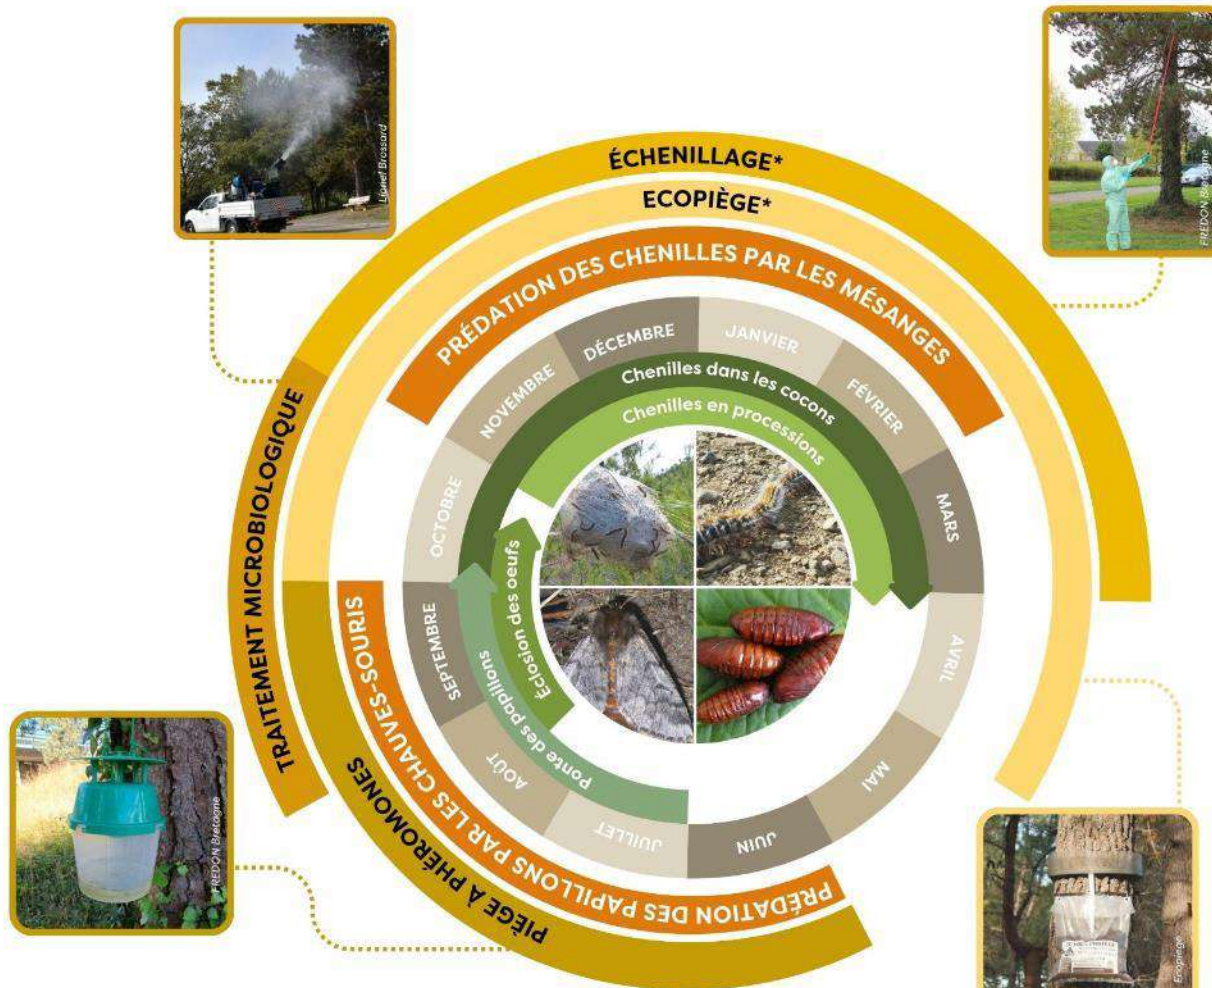 Lionel Brossard
FREDON Bretagne
ÉCHENILLAGE*
ECOPIÈGE*
PRÉDATION DES CHENILLES PAR LES MÉSANGES
JANVIER
FÉVRIER
MARS
AVRIL
MAI
JUIN
JUILLET
AOÛT
SEPTEMBRE
OCTOBRE
NOVEMBRE
DÉCEMBRE
Chenilles dans les cocons
Chenilles en processions
Éclosion des oeufs
Ponte des papillons
TRAITEMENT MICROBIOLOGIQUE
PRÉDATION DES PAPILLONS PAR LES CHAUVES-SOURIS
PIÈGE À PHÉROMONES
FREDON Bretagne
Ecopiège